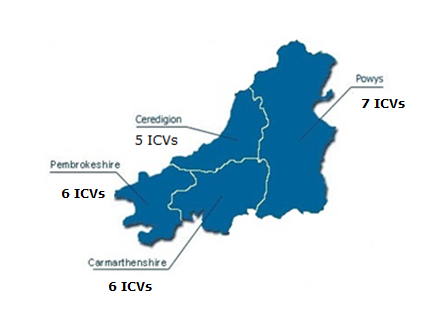 Powys
7 ICVs
Ceredigion
5 ICVs
Pembrokeshire
6 ICVs
Carmarthenshire
6 ICVs